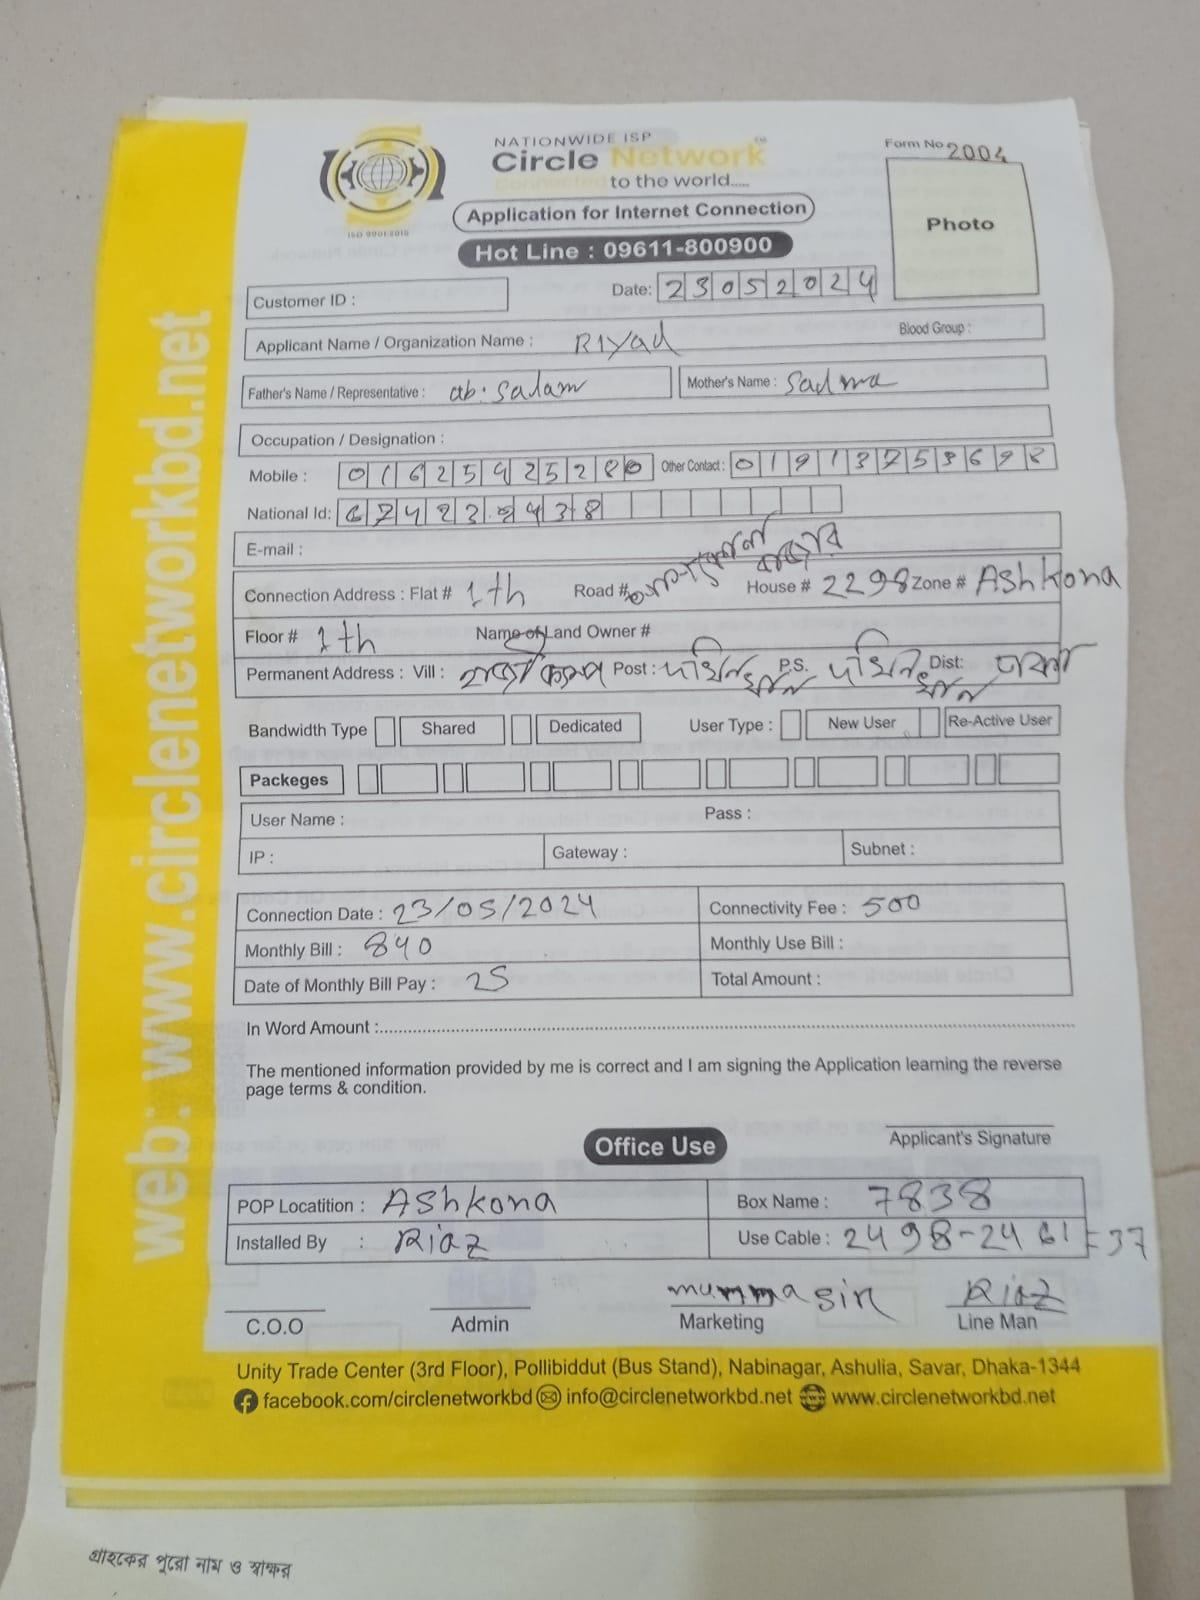 NATIONWIDE ISP
Circle Network™
Connected to the world.....
ISO 9001:2015
Form No 2004
Photo
Application for Internet Connection
Hot Line : 09611-800900
Customer ID :
Date: 23052024
Applicant Name / Organization Name : Riyad Blood Group :
Father's Name / Representative : ab. Salam Mother's Name : Sadma
Occupation / Designation :
Mobile : 01625425280 Other Contact : 01913753698
National Id:
E-mail :
Connection Address : Flat # 1th Road # House # 2298 Zone # Ashkona
Floor # 1th Name of Land Owner #
Permanent Address : Vill : Post : P.S. Dist: ঢাকা
Bandwidth Type Shared Dedicated User Type : New User Re-Active User
Packeges
User Name : Pass :
IP : Gateway : Subnet :
Connection Date : 23/05/2024 Connectivity Fee : 500
Monthly Bill : 840 Monthly Use Bill :
Date of Monthly Bill Pay : 25 Total Amount :
In Word Amount :
The mentioned information provided by me is correct and I am signing the Application learning the reverse
page terms & condition.
Applicant's Signature
Office Use
POP Locatition : Ashkona Box Name : 7838
Installed By : Riaz Use Cable : 2498-2461=37
sir Riaz
C.O.O Admin Marketing Line Man
Unity Trade Center (3rd Floor), Pollibiddut (Bus Stand), Nabinagar, Ashulia, Savar, Dhaka-1344
facebook.com/circlenetworkbd info@circlenetworkbd.net www.circlenetworkbd.net
web: www.circlenetworkbd.net
গ্রাহকের পুরো নাম ও স্বাক্ষর